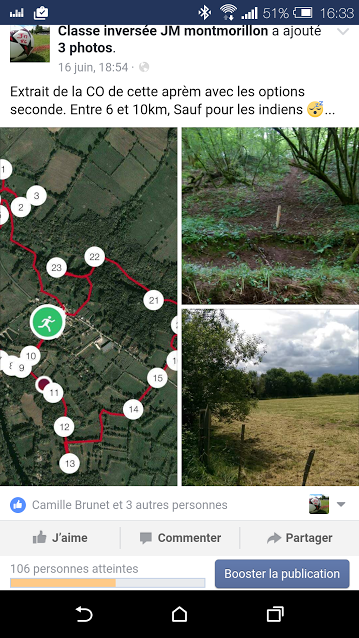 51% 16:33
Classe inversée JM montmorillon a ajouté
3 photos.
16 juin, 18:54 ·
Extrait de la CO de cette aprèm avec les options
seconde. Entre 6 et 10km, Sauf pour les indiens 😴...
1
3
2
22
23
21
10
9
11
15
14
12
13
Camille Brunet et 3 autres personnes
J'aime Commenter Partager
106 personnes atteintes
Booster la publication